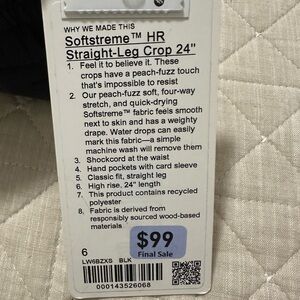 WHY WE MADE THIS
Softstreme™ HR
Straight-Leg Crop 24"
1. Feel it to believe it. These
crops have a peach-fuzz touch
that's impossible to resist
2. Our peach-fuzz soft, four-way
stretch, and quick-drying
Softstreme™ fabric feels smooth
next to skin and has a weighty
drape. Water drops can easily
mark this fabric—a simple
machine wash will remove them
3. Shockcord at the waist
4. Hand pockets with card sleeve
5. Classic fit, straight leg
6. High rise, 24" length
7. This product contains recycled
polyester
8. Fabric is derived from
responsibly sourced wood-based
materials
$99
Final Sale
6
LW6BZXS BLK
000143526068